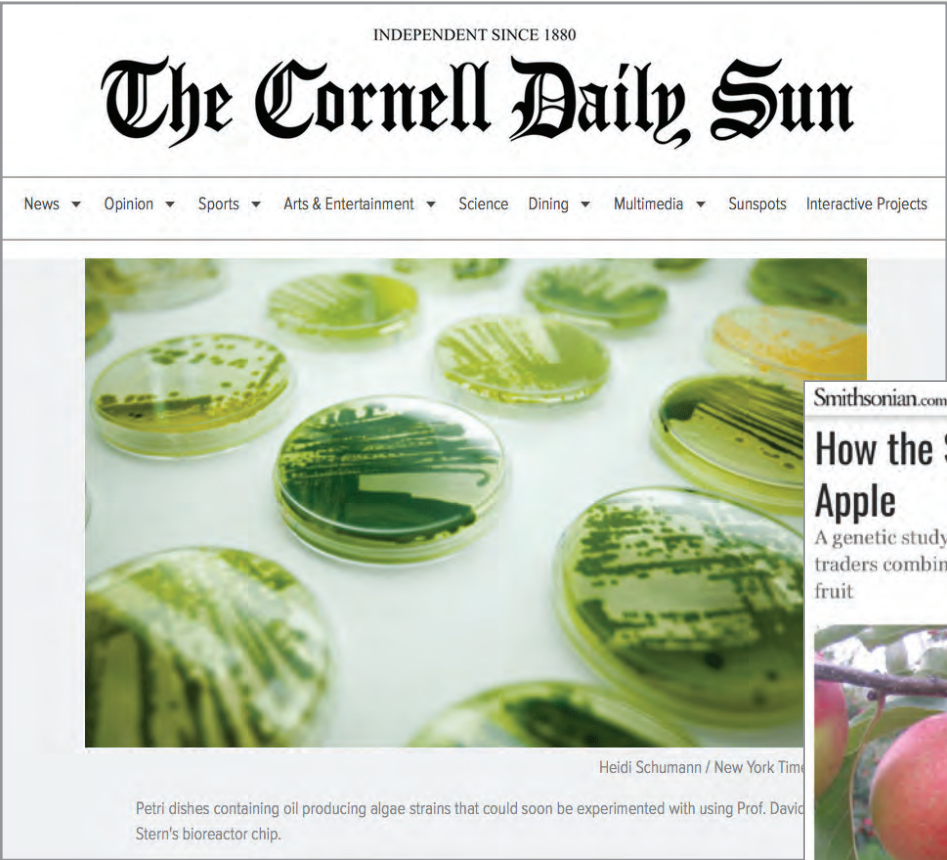 INDEPENDENT SINCE 1880
The Cornell Daily Sun
News Opinion Sports Arts & Entertainment Science Dining Multimedia Sunspots Interactive Projects
Heidi Schumann / New York Time
Petri dishes containing oil producing algae strains that could soon be experimented with using Prof. David
Stern's bioreactor chip.
Smithsonian.com
How the
Apple
A genetic study
traders combin
fruit